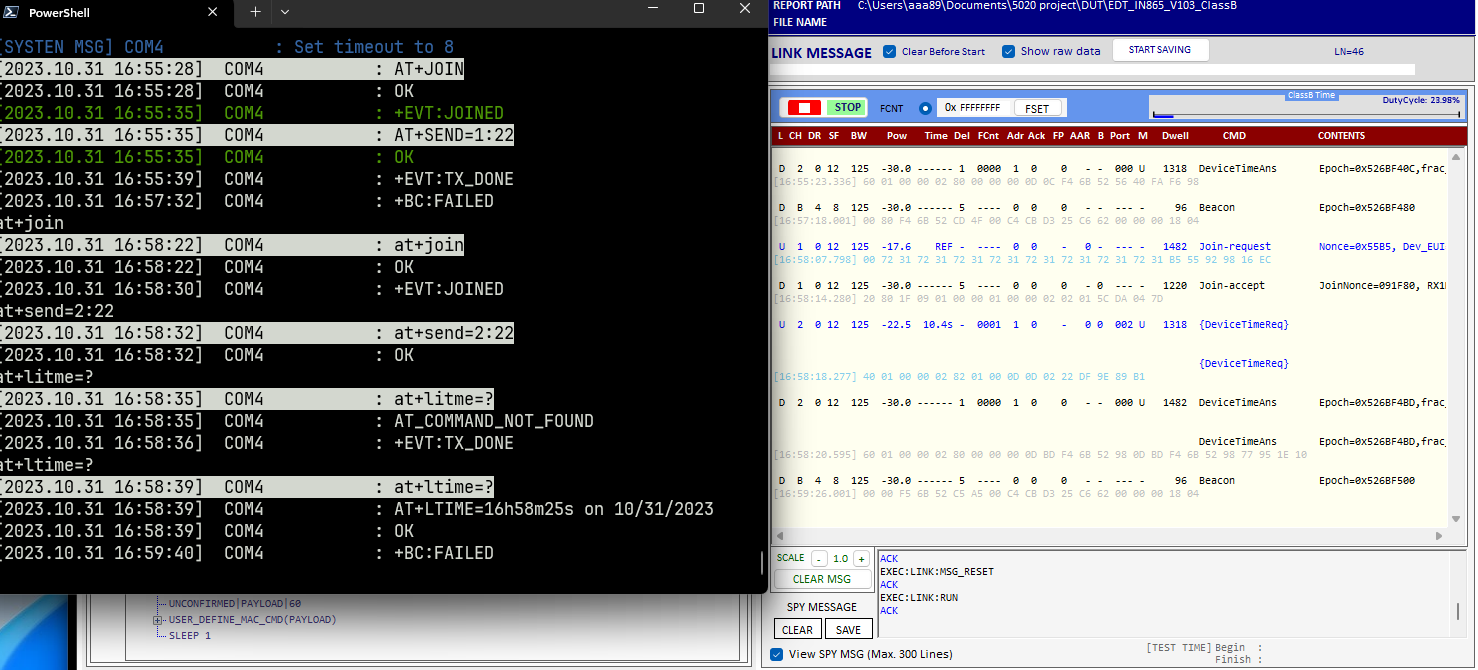 PowerShell
[SYSTEN MSG] COM4 : Set timeout to 8
[2023.10.31 16:55:28] COM4 : AT+JOIN
[2023.10.31 16:55:28] COM4 : OK
[2023.10.31 16:55:35] COM4 : +EVT:JOINED
[2023.10.31 16:55:35] COM4 : AT+SEND=1:22
[2023.10.31 16:55:35] COM4 : OK
[2023.10.31 16:55:39] COM4 : +EVT:TX_DONE
[2023.10.31 16:57:32] COM4 : +BC:FAILED
at+join
[2023.10.31 16:58:22] COM4 : at+join
[2023.10.31 16:58:22] COM4 : OK
[2023.10.31 16:58:30] COM4 : +EVT:JOINED
at+send=2:22
[2023.10.31 16:58:32] COM4 : at+send=2:22
[2023.10.31 16:58:32] COM4 : OK
at+litme=?
[2023.10.31 16:58:35] COM4 : at+litme=?
[2023.10.31 16:58:35] COM4 : AT_COMMAND_NOT_FOUND
[2023.10.31 16:58:36] COM4 : +EVT:TX_DONE
at+ltime=?
[2023.10.31 16:58:39] COM4 : at+ltime=?
[2023.10.31 16:58:39] COM4 : AT+LTIME=16h58m25s on 10/31/2023
[2023.10.31 16:58:39] COM4 : OK
[2023.10.31 16:59:40] COM4 : +BC:FAILED
UNCONFIRMED|PAYLOAD|60
USER_DEFINE_MAC_CMD(PAYLOAD)
SLEEP 1
REPORT PATH C:\Users\aaa89\Documents\5020 project\DUT\EDT_IN865_V103_ClassB
FILE NAME
LINK MESSAGE Clear Before Start Show raw data START SAVING LN=46
STOP FCNT 0x FFFFFFFF FSET ClassB Time DutyCycle: 23.98%
L CH DR SF BW Pow Time Del FCnt Adr Ack FP AAR B Port M Dwell CMD CONTENTS
D 2 0 12 125 -30.0 ------ 1 0000 1 0 0 - - 000 U 1318 DeviceTimeAns Epoch=0x526BF40C,frac_
[16:55:23.336] 60 01 00 00 02 80 00 00 00 0D 0C F4 6B 52 56 40 FA F6 98
D B 4 8 125 -30.0 ------ 5 ---- 0 0 0 - - --- - 96 Beacon Epoch=0x526BF480
[16:57:18.001] 00 80 F4 6B 52 CD 4F 00 C4 CB D3 25 C6 62 00 00 00 18 04
U 1 0 12 125 -17.6 REF - ---- 0 0 - 0 - --- - 1482 Join-request Nonce=0x55B5, Dev_EUI
[16:58:07.798] 00 72 31 72 31 72 31 72 31 72 31 72 31 72 31 72 31 B5 55 92 98 16 EC
D 1 0 12 125 -30.0 ------ 5 ---- 0 0 0 - 0 --- - 1220 Join-accept JoinNonce=091F80, RX1
[16:58:14.280] 20 80 1F 09 01 00 00 01 00 00 02 02 01 5C DA 04 7D
U 2 0 12 125 -22.5 10.4s - 0001 1 0 - 0 0 002 U 1318 {DeviceTimeReq}
{DeviceTimeReq}
[16:58:18.277] 40 01 00 00 02 82 01 00 0D 0D 02 22 DF 9E 89 B1
D 2 0 12 125 -30.0 ------ 1 0000 1 0 0 - - 000 U 1482 DeviceTimeAns Epoch=0x526BF4BD,frac_
DeviceTimeAns Epoch=0x526BF4BD,frac_
[16:58:20.595] 60 01 00 00 02 80 00 00 00 0D BD F4 6B 52 98 0D BD F4 6B 52 98 77 95 1E 10
D B 4 8 125 -30.0 ------ 5 ---- 0 0 0 - - --- - 96 Beacon Epoch=0x526BF500
[16:59:26.001] 00 00 F5 6B 52 C5 A5 00 C4 CB D3 25 C6 62 00 00 00 18 04
SCALE - 1.0 +
CLEAR MSG
SPY MESSAGE
CLEAR SAVE
ACK
EXEC:LINK:MSG_RESET
ACK
EXEC:LINK:RUN
ACK
View SPY MSG (Max. 300 Lines)
[TEST TIME] Begin :
Finish :